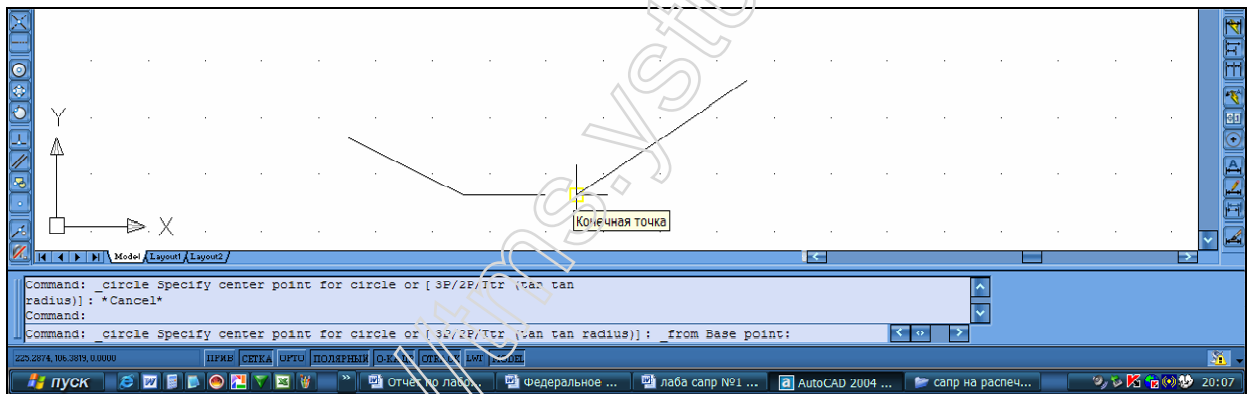 Y
X
Конечная точка
Model Layout1 Layout2
Command: _circle Specify center point for circle or [3P/2P/Ttr (tan tan
radius)]: *Cancel*
Command:
Command: _circle Specify center point for circle or [3P/2P/Ttr (tan tan radius)]: _from Base point:
225.2874, 106.3819, 0.0000 ШРИВ СЕТКА ОРТО ПОЛЯРНЫЙ LWT MODEL
пуск Отчет по лабо... Федеральное ... лаба сапр №1 ... AutoCAD 2004 ... сапр на распеч... 20:07
tms.yst